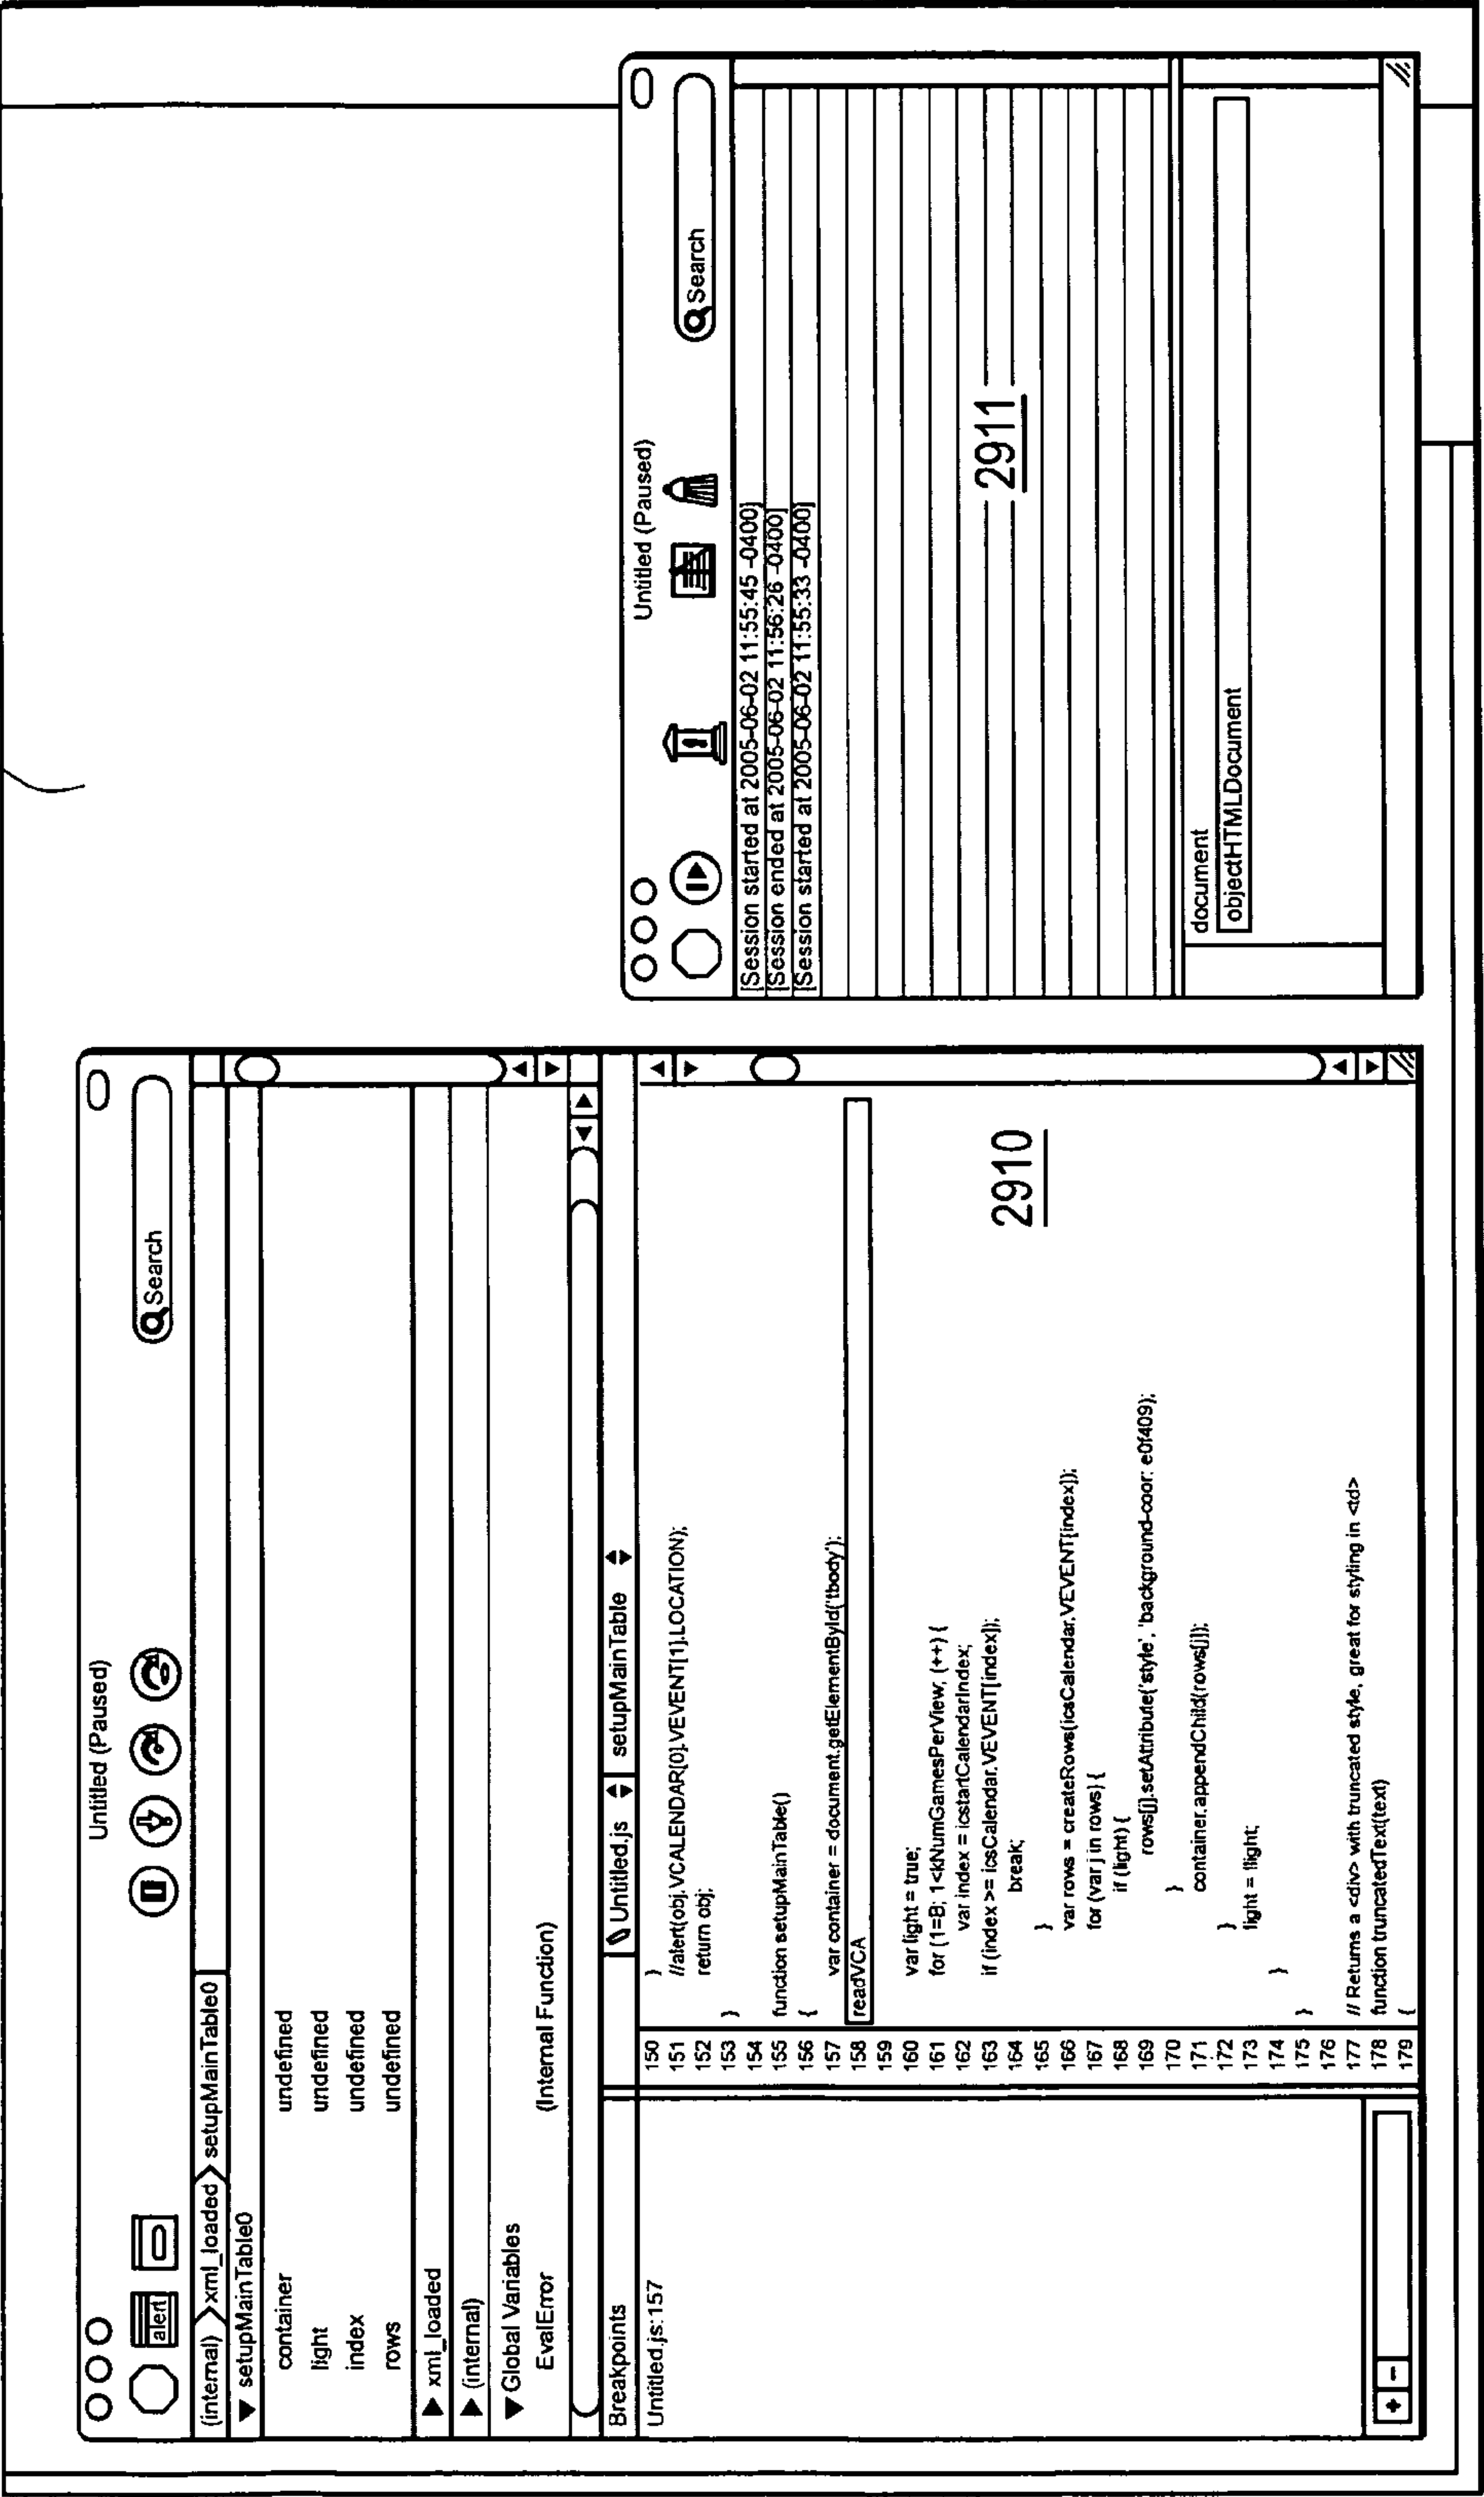 Untitled (Paused)
alert
Search
(internal) xml_loaded setupMainTable0
setupMainTable0
container undefined
light undefined
index undefined
rows undefined
xml_loaded
(internal)
Global Variables
EvalError (Internal Function)
Breakpoints
Untitled.js setupMainTable
Untitled.js:157
150 }
151 //alert(obj.VCALENDAR[0].VEVENT[1].LOCATION);
152 return obj;
153 }
154
155 function setupMainTable()
156 {
157 var container = document.getElementById('tbody');
158 readVCA
159
160 var light = true;
161 for (1=B; 1<kNumGamesPerView, (++) {
162 var index = icstartCalendarIndex;
163 if (index >= icsCalendar.VEVENT[index]);
164 break;
165 }
166 var rows = createRows(icsCalendar.VEVENT[index]);
167 for (var j in rows) {
168 if (light) {
169 rows[j].setAttribute('style', 'background-coor: e0f409);
170 }
171 container.appendChild(rows[j]);
172 }
173 light = !light;
174 }
175 }
176
177 // Returns a <div> with truncated style, great for styling in <td>
178 function truncatedText(text)
179 {
+ -
2910
Untitled (Paused)
Search
[Session started at 2005-06-02 11:55:45 -0400]
[Session ended at 2005-06-02 11:56:26 -0400]
[Session started at 2005-06-02 11:55:33 -0400]
2911
document
objectHTMLDocument